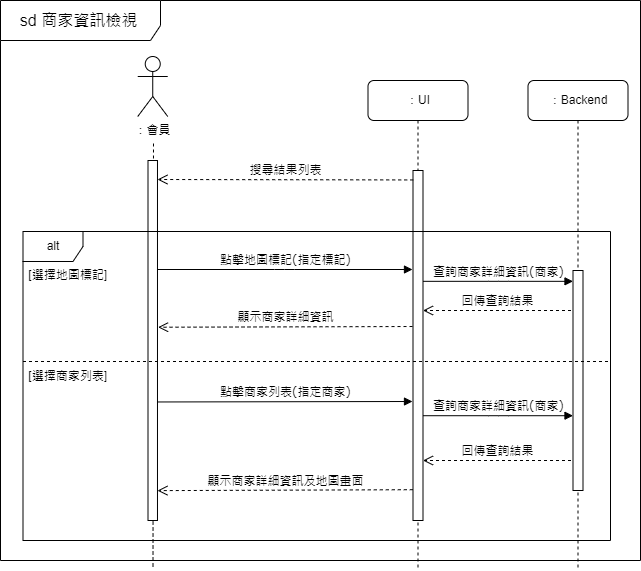 sd 商家資訊檢視
：會員
：UI
：Backend
搜尋結果列表
alt
[選擇地圖標記]
點擊地圖標記(指定標記)
查詢商家詳細資訊(商家)
回傳查詢結果
顯示商家詳細資訊
[選擇商家列表]
點擊商家列表(指定商家)
查詢商家詳細資訊(商家)
回傳查詢結果
顯示商家詳細資訊及地圖畫面